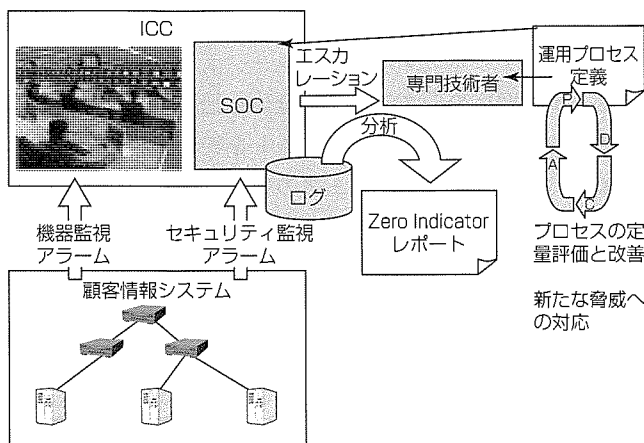 ICC
SOC
エスカ
レーション
専門技術者
運用プロセス
定義
P
D
C
A
分析
ログ
Zero Indicator
レポート
プロセスの定
量評価と改善
新たな脅威へ
の対応
機器監視
アラーム
セキュリティ監視
アラーム
顧客情報システム